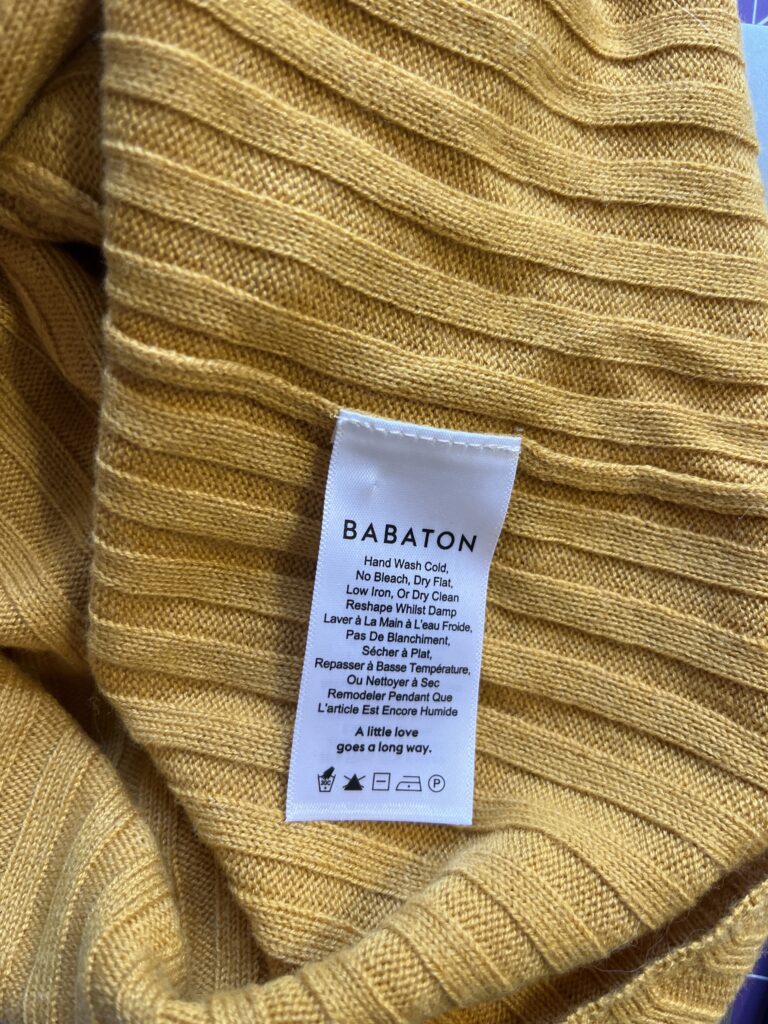 BABATON
Hand Wash Cold,
No Bleach, Dry Flat,
Low Iron, Or Dry Clean
Reshape Whilst Damp
Laver à La Main à L'eau Froide,
Pas De Blanchiment,
Sécher à Plat,
Repasser à Basse Température,
Ou Nettoyer à Sec
Remodeler Pendant Que
L'article Est Encore Humide
A little love
goes a long way.
30C P